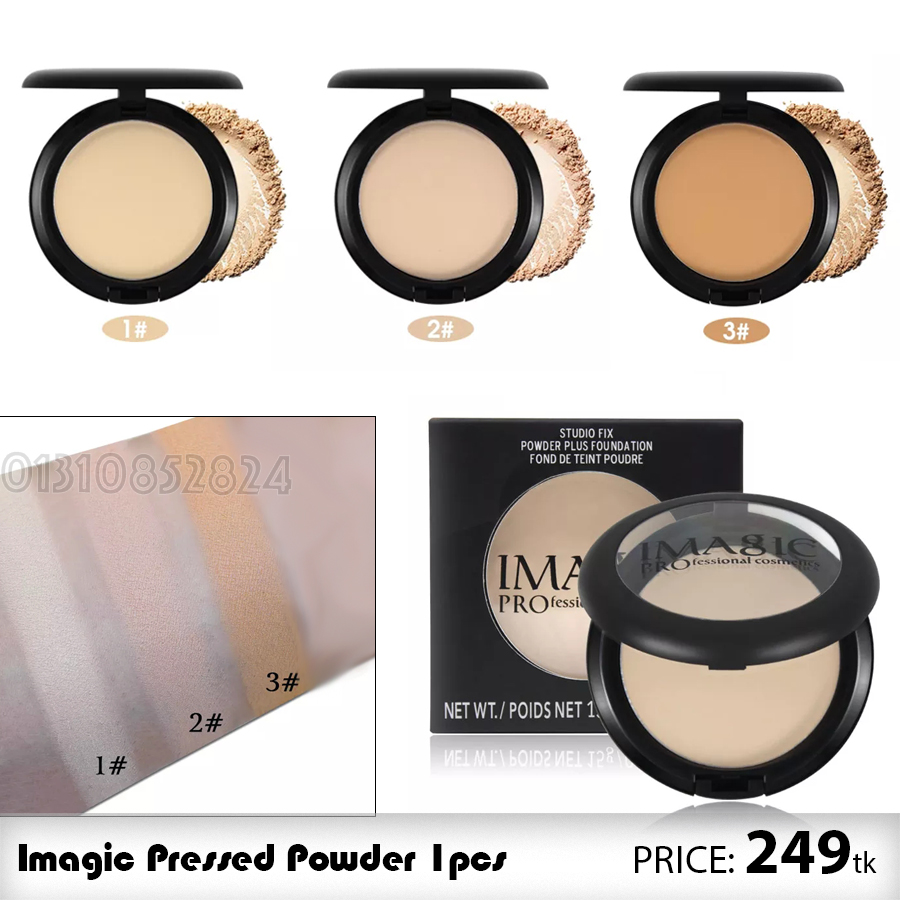 1#
2#
3#
01310852824
1#
2#
3#
STUDIO FIX
POWDER PLUS FOUNDATION
FOND DE TEINT POUDRE
IMAGIC
PROfessional cosmetics
NET WT./POIDS NET 15g
Imagic Pressed Powder 1pcs
PRICE: 249tk